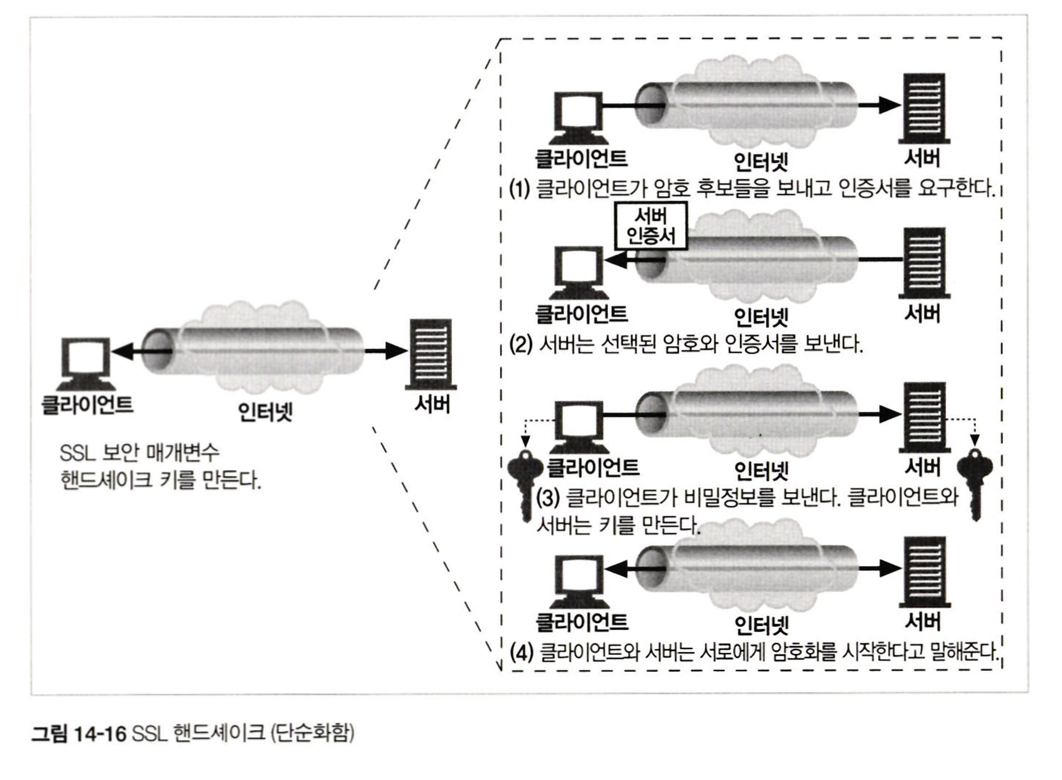 클라이언트
인터넷
서버
SSL 보안 매개변수
핸드셰이크 키를 만든다.
클라이언트
인터넷
서버
(1) 클라이언트가 암호 후보들을 보내고 인증서를 요구한다.
서버
인증서
클라이언트
인터넷
서버
(2) 서버는 선택된 암호와 인증서를 보낸다.
클라이언트
인터넷
서버
(3) 클라이언트가 비밀정보를 보낸다. 클라이언트와
서버는 키를 만든다.
클라이언트
인터넷
서버
(4) 클라이언트와 서버는 서로에게 암호화를 시작한다고 말해준다.
그림 14-16 SSL 핸드셰이크 (단순화함)